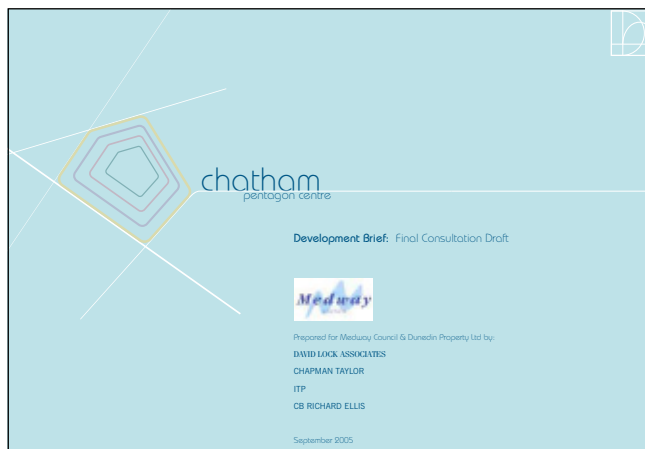 chatham
pentagon centre
Development Brief: Final Consultation Draft
Medway
Prepared for Medway Council & Dunedin Property Ltd by:
DAVID LOCK ASSOCIATES
CHAPMAN TAYLOR
ITP
CB RICHARD ELLIS
September 2005